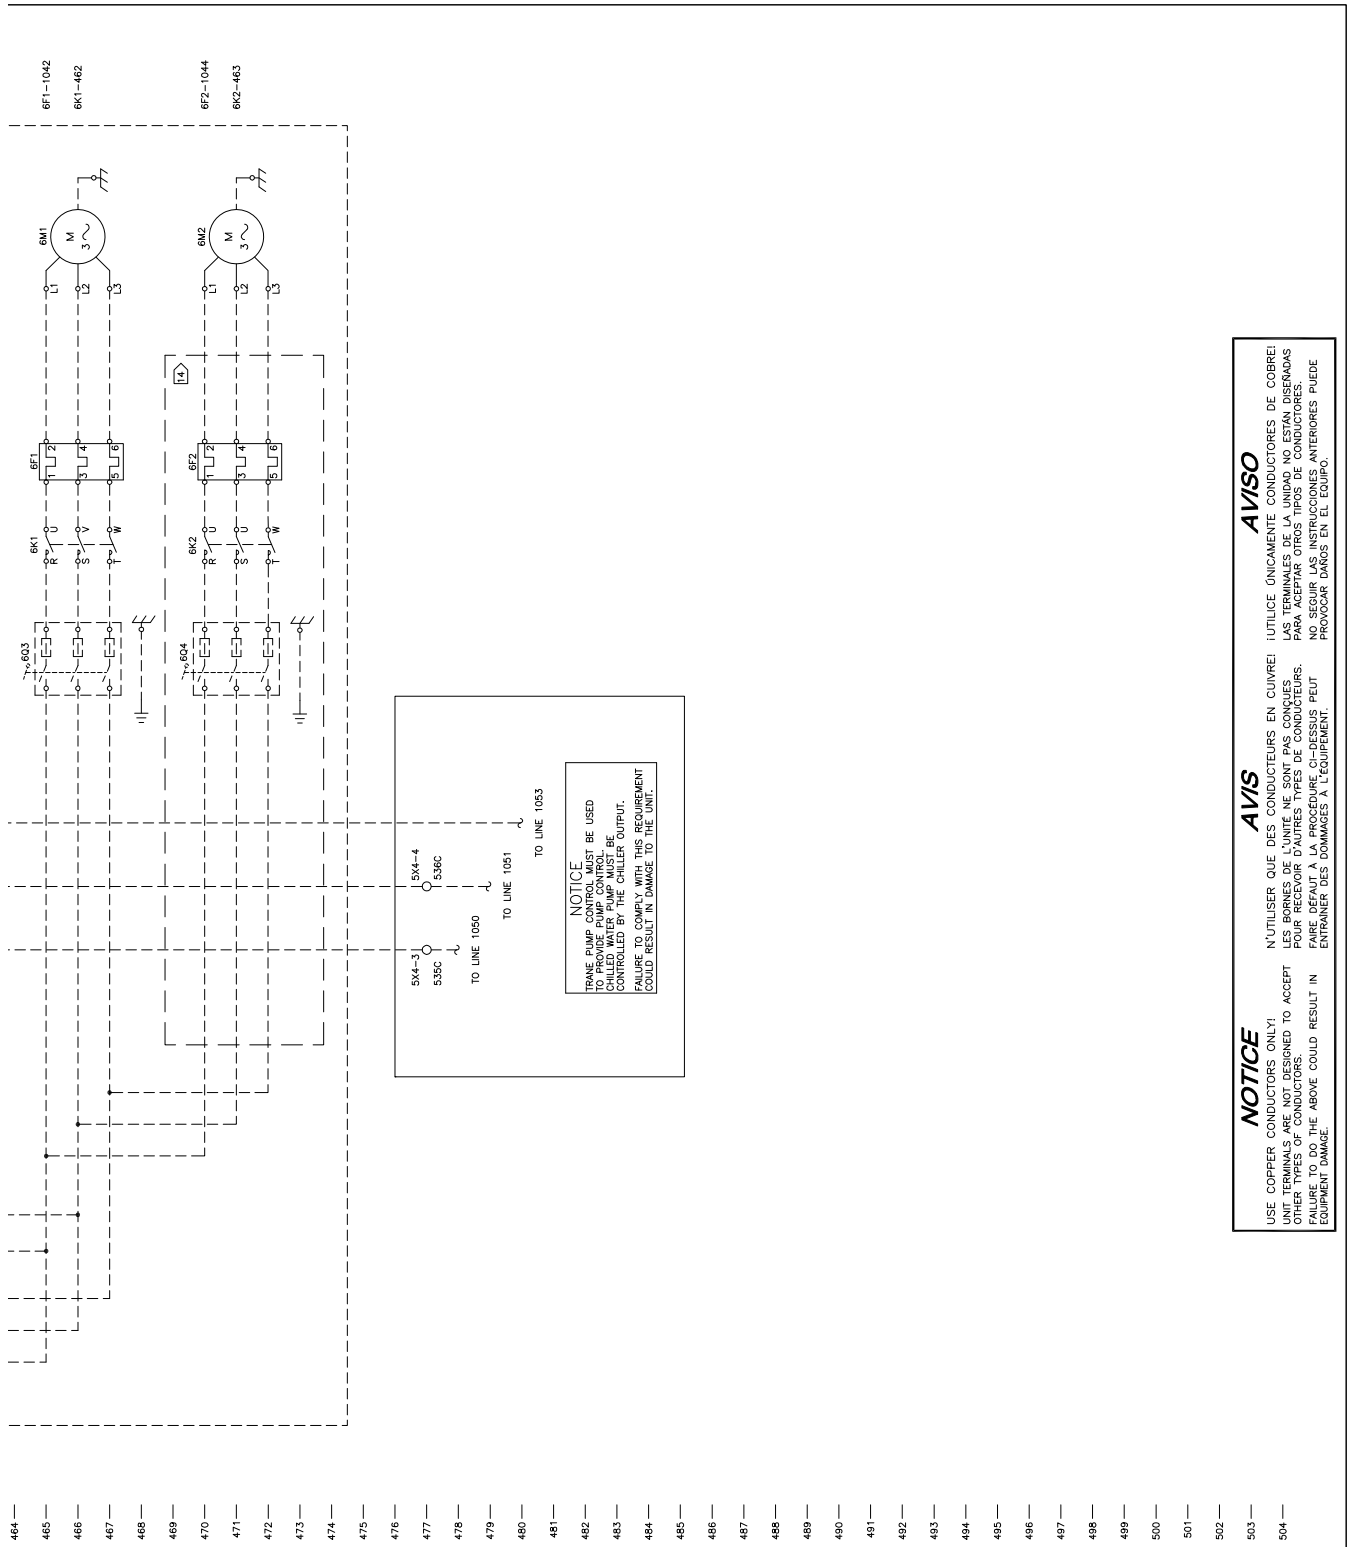 464
465
466
467
468
469
470
471
472
473
474
475
476
477
478
479
480
481
482
483
484
485
486
487
488
489
490
491
492
493
494
495
496
497
498
499
500
501
502
503
504
6F1-1042
6K1-462
6F2-1044
6K2-463
6M1
M
3
L1
L2
L3
6M2
M
3
L1
L2
L3
14
6F1
1 2
3 4
5 6
6F2
1 2
3 4
5 6
6K1
R U
S V
T W
6K2
R U
S U
T W
6Q3
6Q4
5X4-3
535C
TO LINE 1050
5X4-4
536C
TO LINE 1051
TO LINE 1053
NOTICE
TRANE PUMP CONTROL MUST BE USED
TO PROVIDE PUMP CONTROL.
CHILLED WATER PUMP MUST BE
CONTROLLED BY THE CHILLER OUTPUT.
FAILURE TO COMPLY WITH THIS REQUIREMENT
COULD RESULT IN DAMAGE TO THE UNIT.
NOTICE
USE COPPER CONDUCTORS ONLY!
UNIT TERMINALS ARE NOT DESIGNED TO ACCEPT
OTHER TYPES OF CONDUCTORS.
FAILURE TO DO THE ABOVE COULD RESULT IN
EQUIPMENT DAMAGE.
AVIS
N'UTILISER QUE DES CONDUCTEURS EN CUIVRE!
LES BORNES DE L'UNITÉ NE SONT PAS CONÇUES
POUR RECEVOIR D'AUTRES TYPES DE CONDUCTEURS.
FAIRE DÉFAUT À LA PROCÉDURE CI-DESSUS PEUT
ENTRAÎNER DES DOMMAGES À L'ÉQUIPEMENT.
AVISO
¡UTILICE ÚNICAMENTE CONDUCTORES DE COBRE!
LAS TERMINALES DE LA UNIDAD NO ESTÁN DISEÑADAS
PARA ACEPTAR OTROS TIPOS DE CONDUCTORES.
NO SEGUIR LAS INSTRUCCIONES ANTERIORES PUEDE
PROVOCAR DAÑOS EN EL EQUIPO.